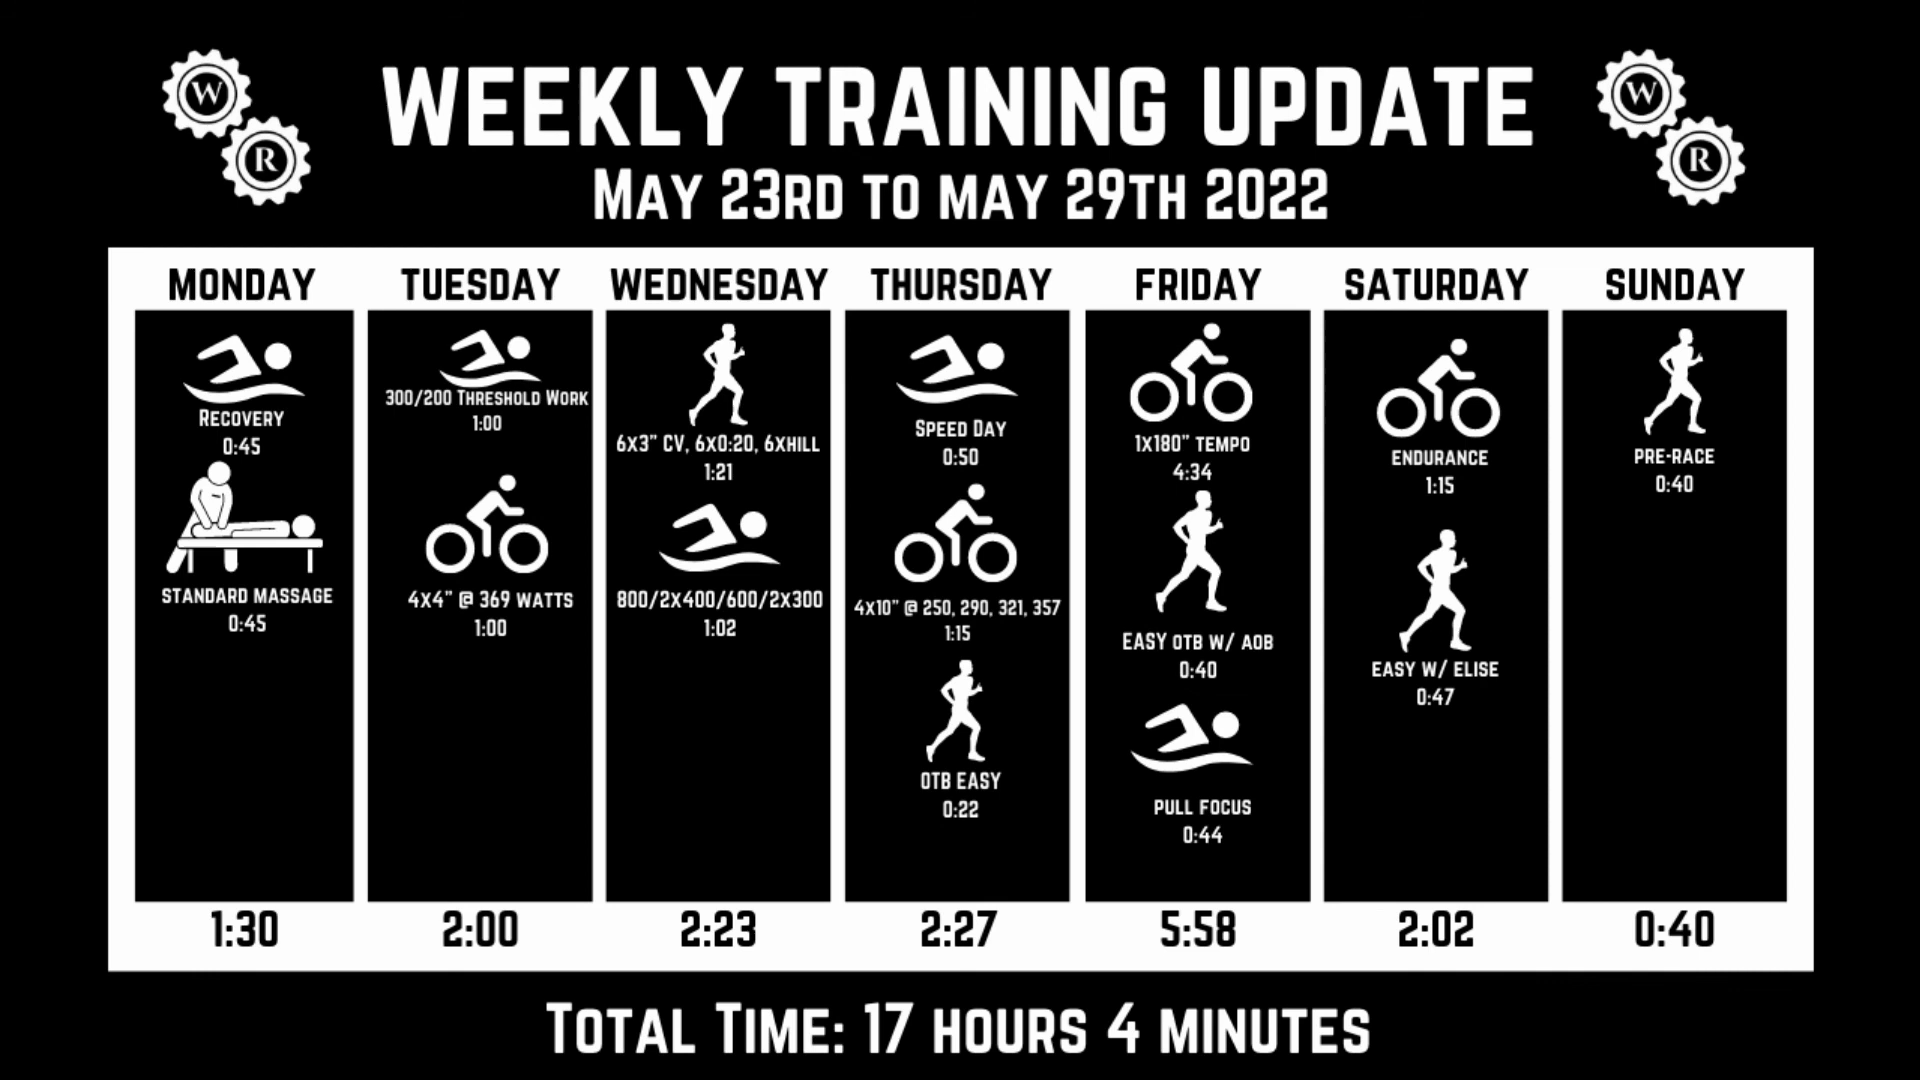 W
R
WEEKLY TRAINING UPDATE
MAY 23RD TO MAY 29TH 2022
W
R
MONDAY
RECOVERY
0:45
STANDARD MASSAGE
0:45
1:30
TUESDAY
300/200 THRESHOLD WORK
1:00
4X4" @ 369 WATTS
1:00
2:00
WEDNESDAY
6X3" CV, 6X0:20, 6XHILL
1:21
800/2X400/600/2X300
1:02
2:23
THURSDAY
SPEED DAY
0:50
4X10" @ 250, 290, 321, 357
1:15
OTB EASY
0:22
2:27
FRIDAY
1X180" TEMPO
4:34
EASY OTB W/ AOB
0:40
PULL FOCUS
0:44
5:58
SATURDAY
ENDURANCE
1:15
EASY W/ ELISE
0:47
2:02
SUNDAY
PRE-RACE
0:40
0:40
TOTAL TIME: 17 HOURS 4 MINUTES